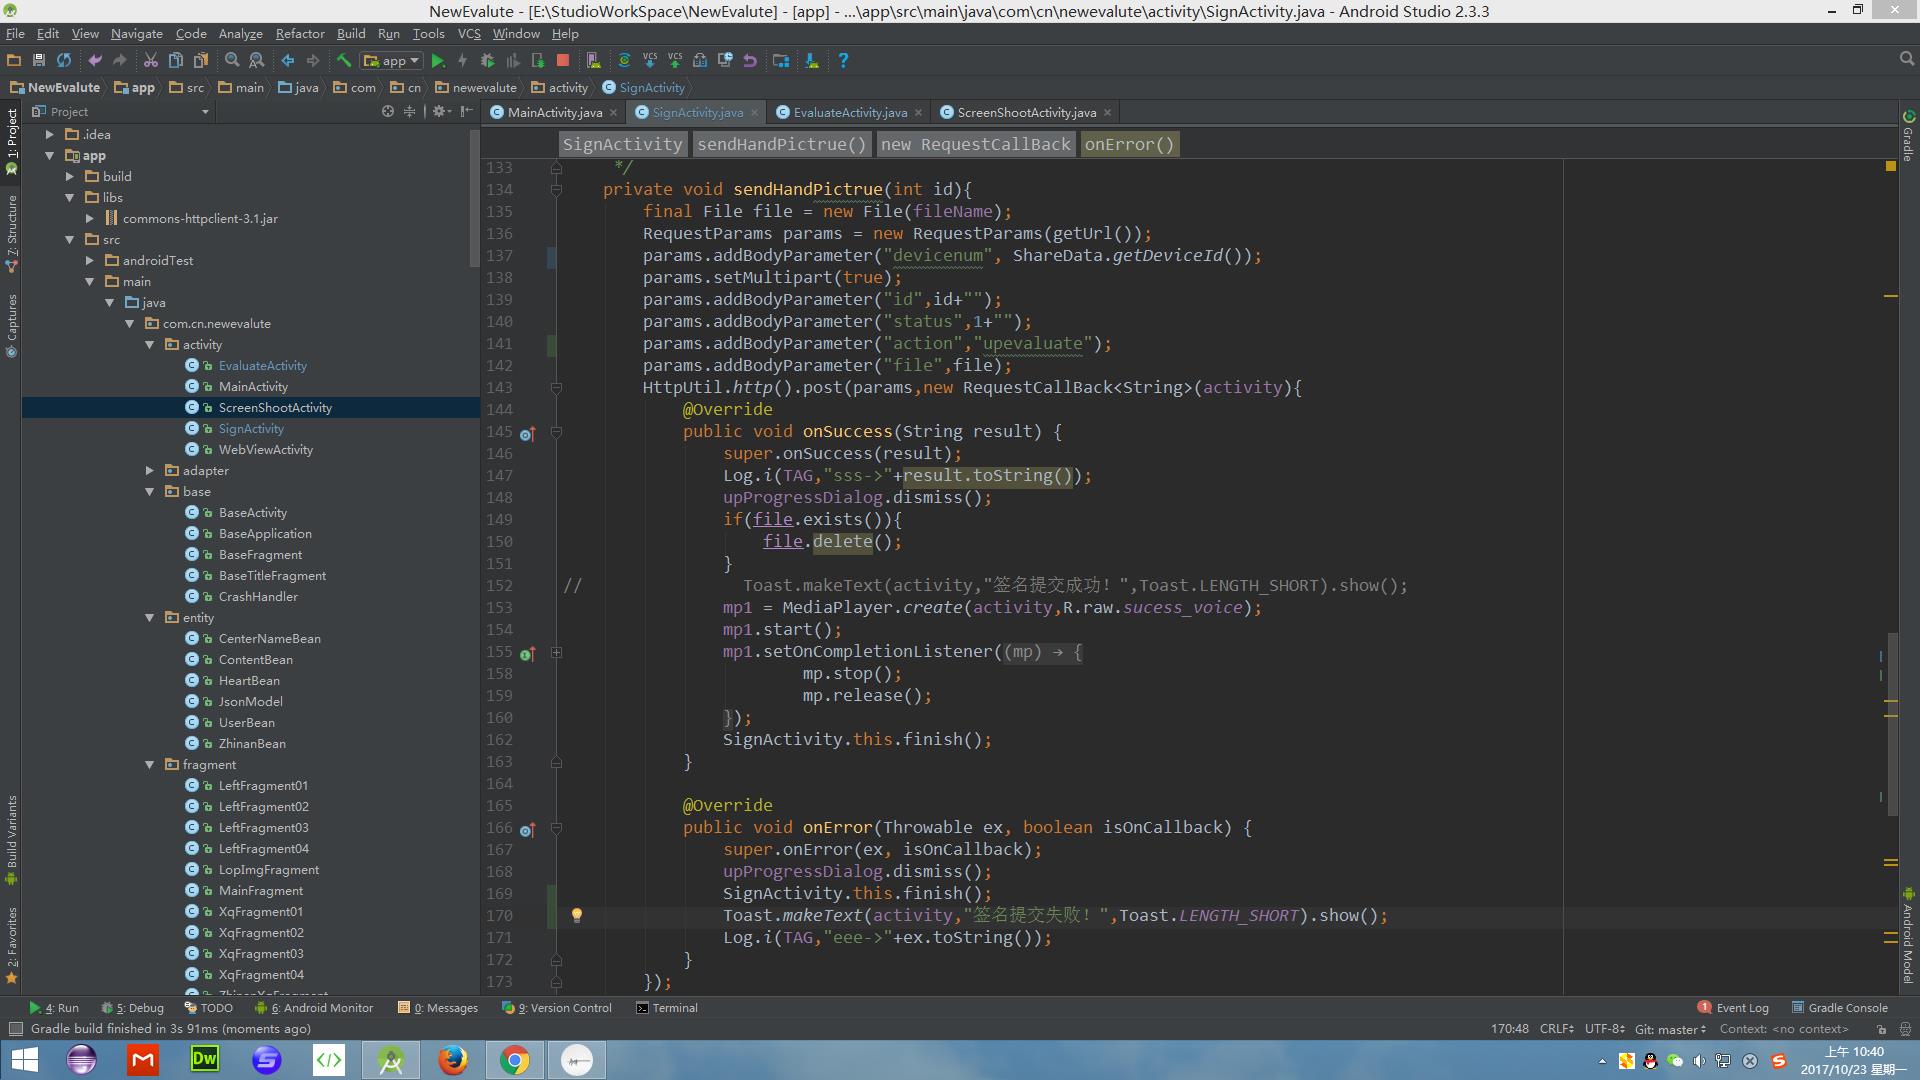 NewEvalute - [E:\StudioWorkSpace\NewEvalute] - [app] - ...\app\src\main\java\com\cn\newevalute\activity\SignActivity.java - Android Studio 2.3.3
File Edit View Navigate Code Analyze Refactor Build Run Tools VCS Window Help
app
NewEvalute app src main java com cn newevalute activity SignActivity
Project
MainActivity.java SignActivity.java EvaluateActivity.java ScreenShootActivity.java
SignActivity sendHandPictrue() new RequestCallBack onError()
1: Project
7: Structure
Captures
Build Variants
2: Favorites
.idea
app
build
libs
commons-httpclient-3.1.jar
src
androidTest
main
java
com.cn.newevalute
activity
EvaluateActivity
MainActivity
ScreenShootActivity
SignActivity
WebViewActivity
adapter
base
BaseActivity
BaseApplication
BaseFragment
BaseTitleFragment
CrashHandler
entity
CenterNameBean
ContentBean
HeartBean
JsonModel
UserBean
ZhinanBean
fragment
LeftFragment01
LeftFragment02
LeftFragment03
LeftFragment04
LopImgFragment
MainFragment
XqFragment01
XqFragment02
XqFragment03
XqFragment04
133 */
134 private void sendHandPictrue(int id){
135 final File file = new File(fileName);
136 RequestParams params = new RequestParams(getUrl());
137 params.addBodyParameter("devicenum", ShareData.getDeviceId());
138 params.setMultipart(true);
139 params.addBodyParameter("id",id+"");
140 params.addBodyParameter("status",1+"");
141 params.addBodyParameter("action","upevaluate");
142 params.addBodyParameter("file",file);
143 HttpUtil.http().post(params,new RequestCallBack<String>(activity){
144 @Override
145 public void onSuccess(String result) {
146 super.onSuccess(result);
147 Log.i(TAG,"sss->"+result.toString());
148 upProgressDialog.dismiss();
149 if(file.exists()){
150 file.delete();
151 }
152 // Toast.makeText(activity,"签名提交成功！",Toast.LENGTH_SHORT).show();
153 mp1 = MediaPlayer.create(activity,R.raw.sucess_voice);
154 mp1.start();
155 mp1.setOnCompletionListener((mp) → {
158 mp.stop();
159 mp.release();
160 });
162 SignActivity.this.finish();
163 }
164
165 @Override
166 public void onError(Throwable ex, boolean isOnCallback) {
167 super.onError(ex, isOnCallback);
168 upProgressDialog.dismiss();
169 SignActivity.this.finish();
170 Toast.makeText(activity,"签名提交失败！",Toast.LENGTH_SHORT).show();
171 Log.i(TAG,"eee->"+ex.toString());
172 }
173 });
Gradle
Android Model
4: Run 5: Debug TODO 6: Android Monitor 0: Messages 9: Version Control Terminal 1 Event Log Gradle Console
Gradle build finished in 3s 91ms (moments ago) 170:48 CRLF UTF-8 Git: master Context: <no context>
Dw
上午 10:40
2017/10/23 星期一